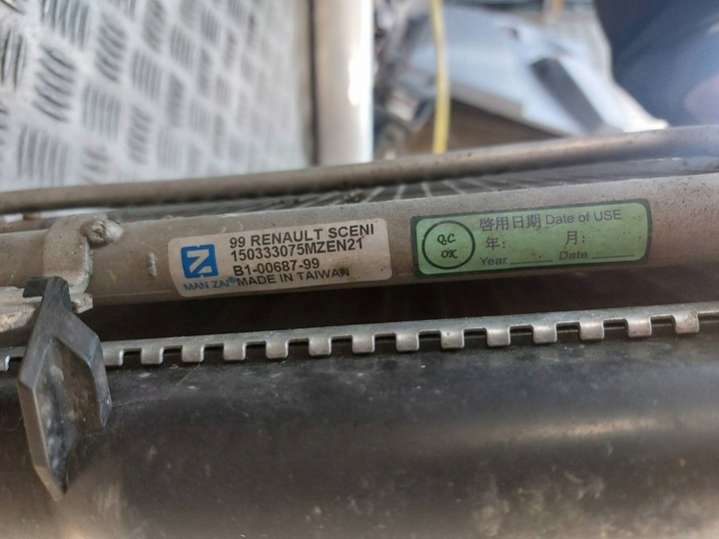 99 RENAULT SCENI
150333075MZEN21
B1-00687-99
MAN ZAI® MADE IN TAIWAN
QC
OK
啓用日期 Date of USE
年: 月:
Year Date